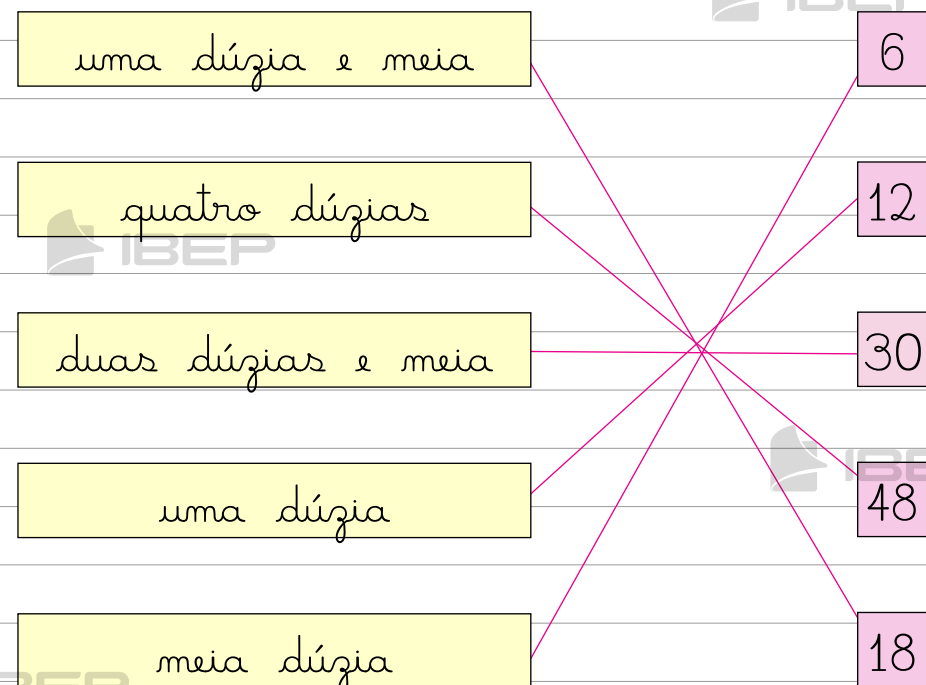 uma dúzia e meia 6
quatro dúzias 12
IBEP
duas dúzias e meia 30
uma dúzia 48
meia dúzia 18